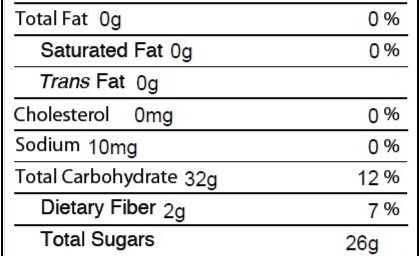 Total Fat 0g 0 %
Saturated Fat 0g 0 %
Trans Fat 0g
Cholesterol 0mg 0 %
Sodium 10mg 0 %
Total Carbohydrate 32g 12 %
Dietary Fiber 2g 7 %
Total Sugars 26g